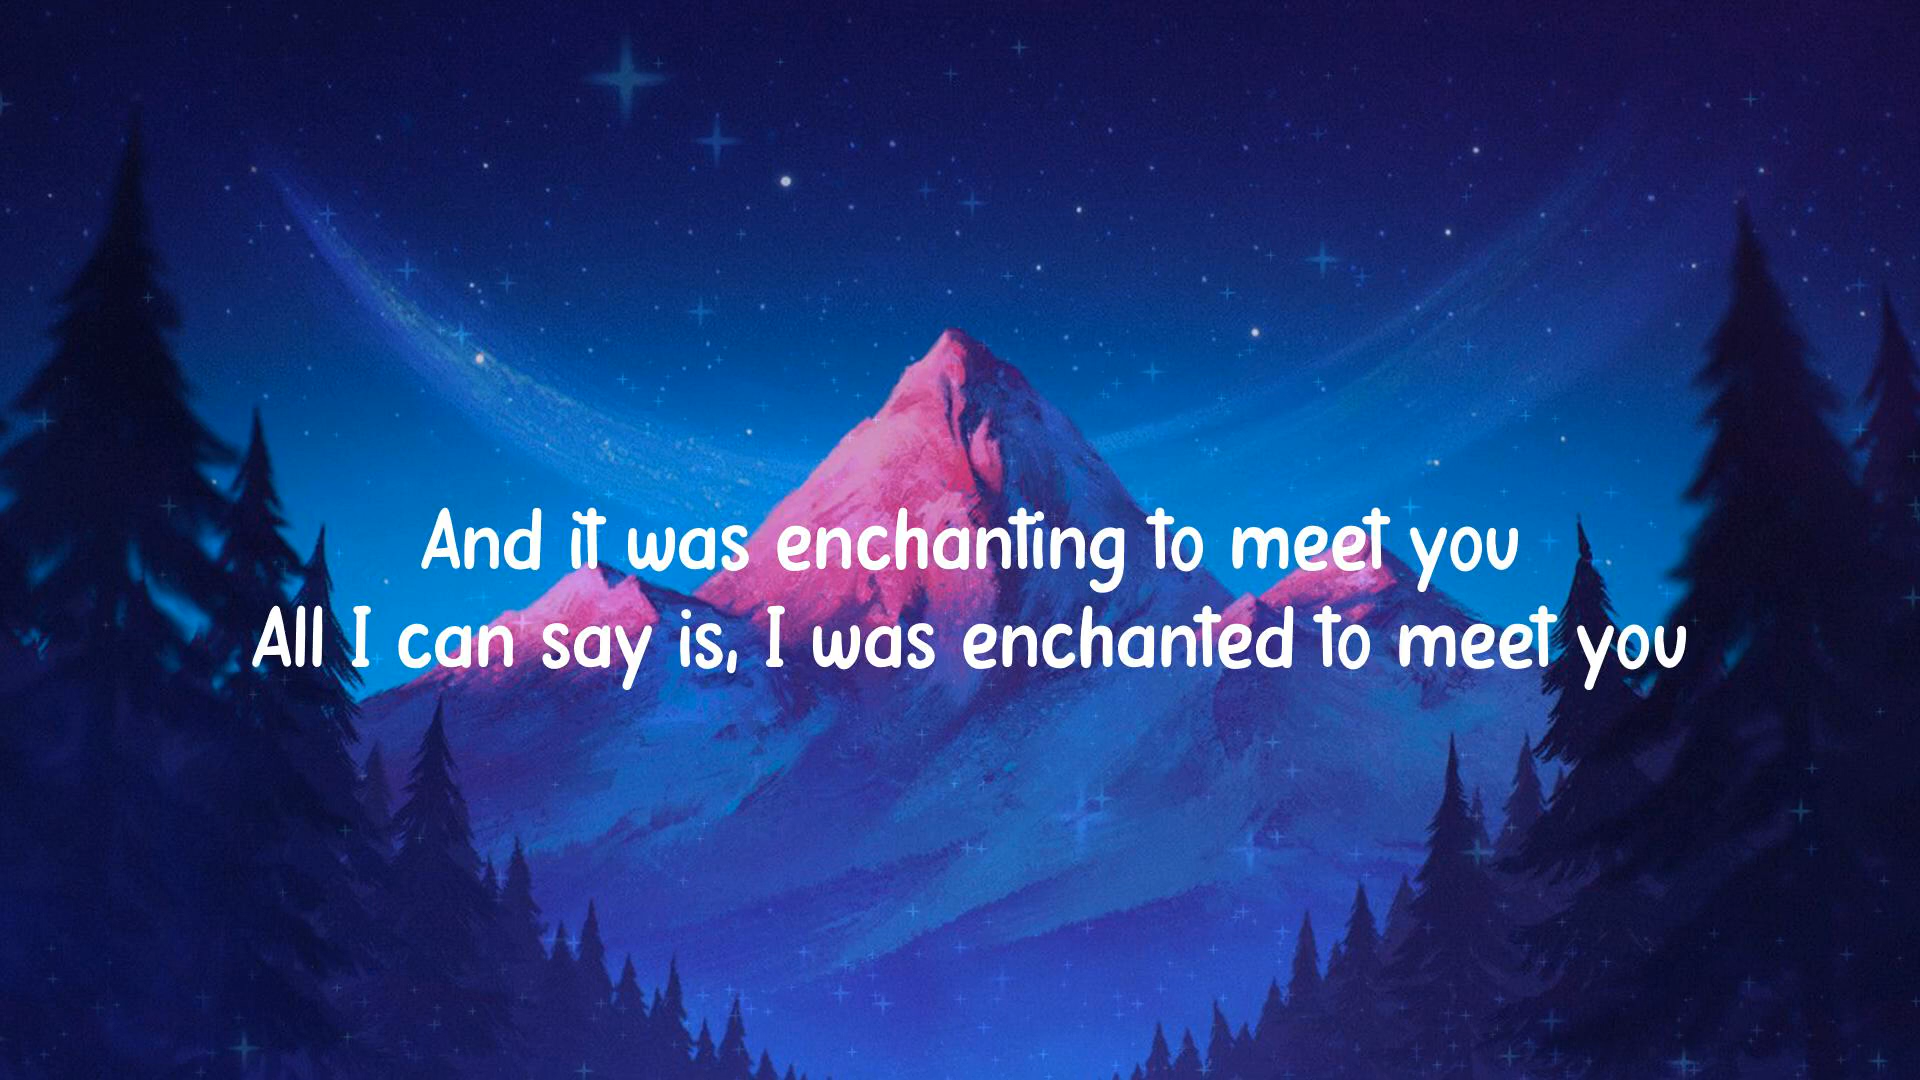 And it was enchanting to meet you
All I can say is, I was enchanted to meet you